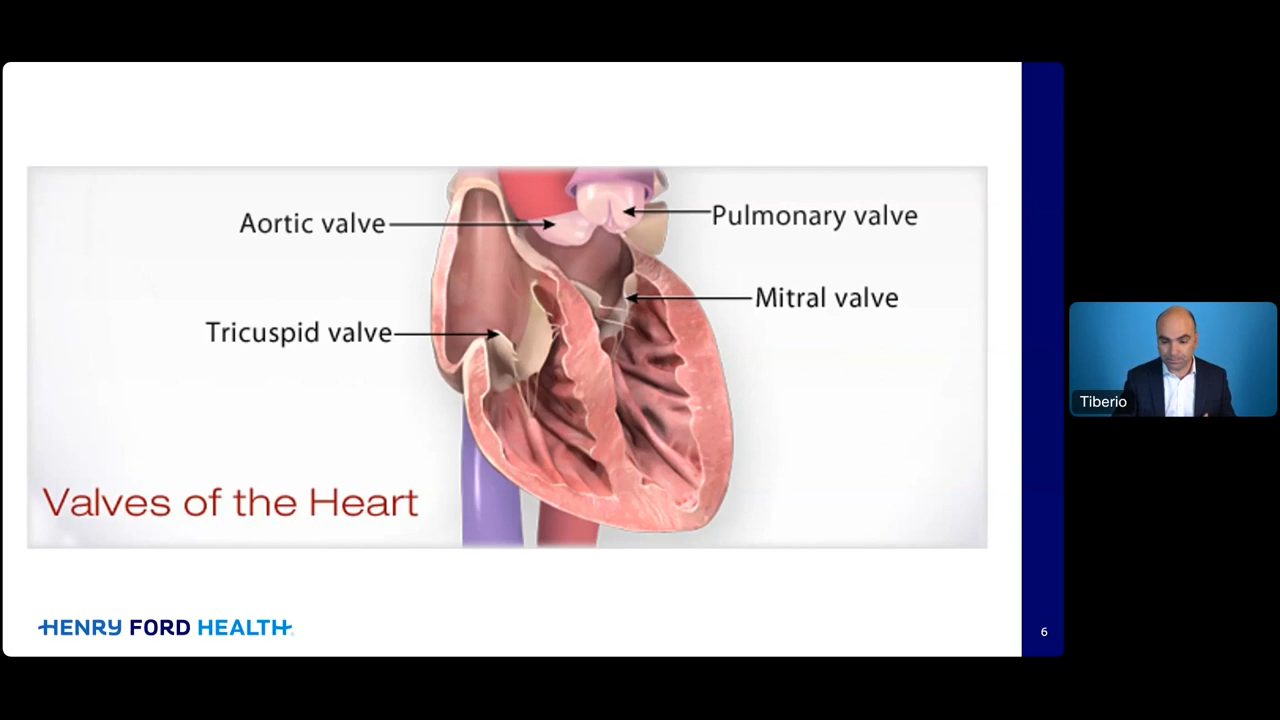 Aortic valve
Pulmonary valve
Mitral valve
Tricuspid valve
Valves of the Heart
HENRY FORD HEALTH
6
Tiberio